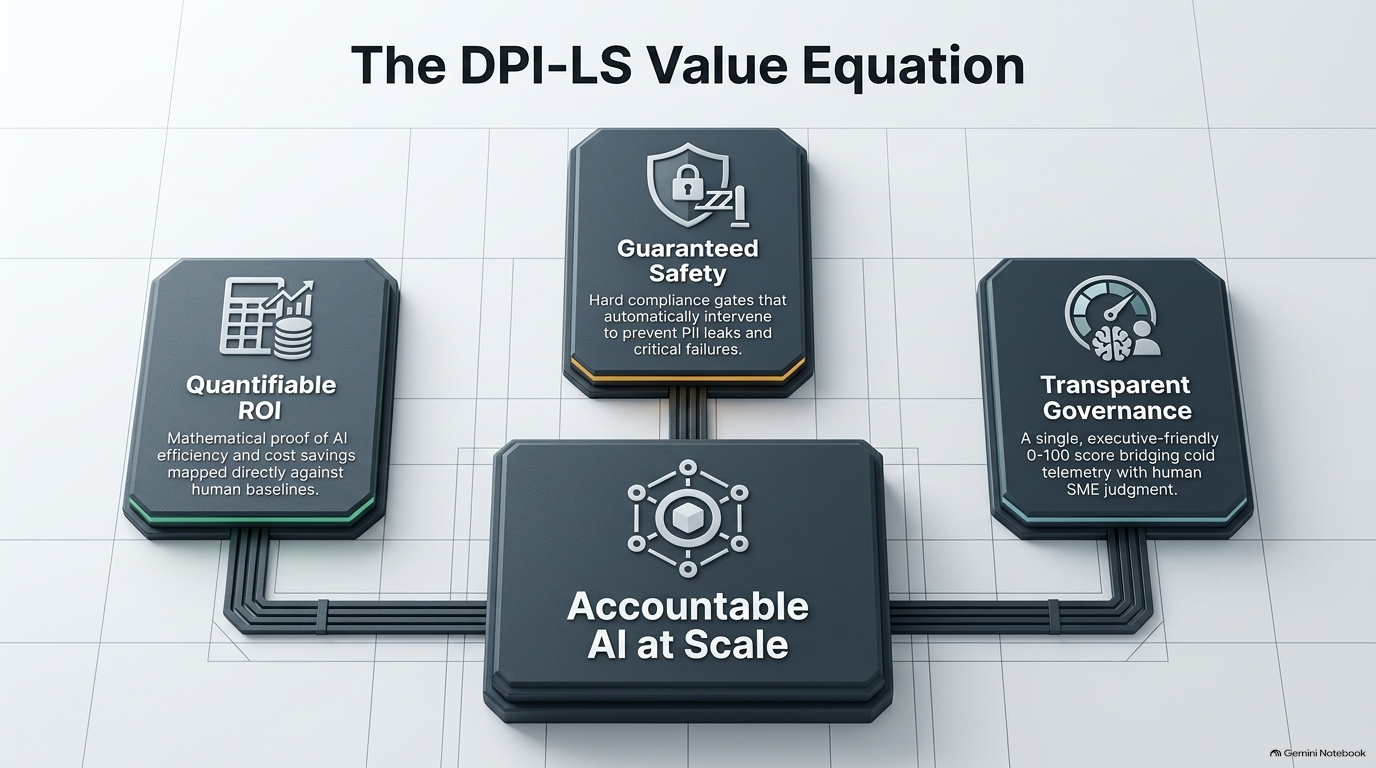 The DPI-LS Value Equation
Guaranteed
Safety
Hard compliance gates that
automatically intervene
to prevent PII leaks and
critical failures.
Quantifiable
ROI
Mathematical proof of AI
efficiency and cost savings
mapped directly against
human baselines.
Transparent
Governance
A single, executive-friendly
0-100 score bridging cold
telemetry with human
SME judgment.
Accountable
AI at Scale
Gemini Notebook